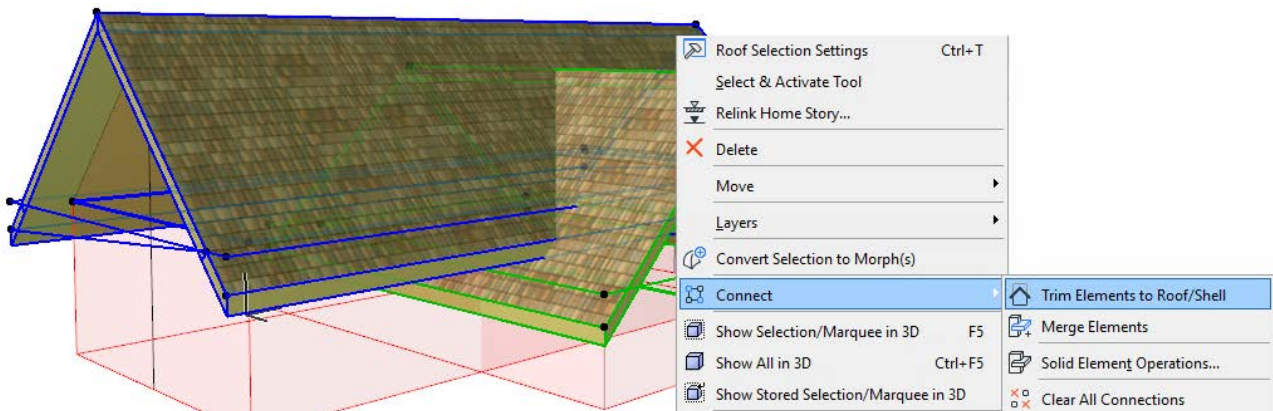 Roof Selection Settings Ctrl+T
Select & Activate Tool
Relink Home Story...
Delete
Move
Layers
Convert Selection to Morph(s)
Connect
Show Selection/Marquee in 3D F5
Show All in 3D Ctrl+F5
Show Stored Selection/Marquee in 3D
Trim Elements to Roof/Shell
Merge Elements
Solid Element Operations...
Clear All Connections